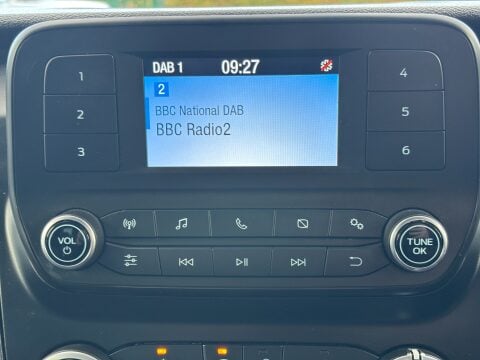 DAB 1 09:27
2
BBC National DAB
BBC Radio2
1
2
3
4
5
6
VOL
TUNE
OK